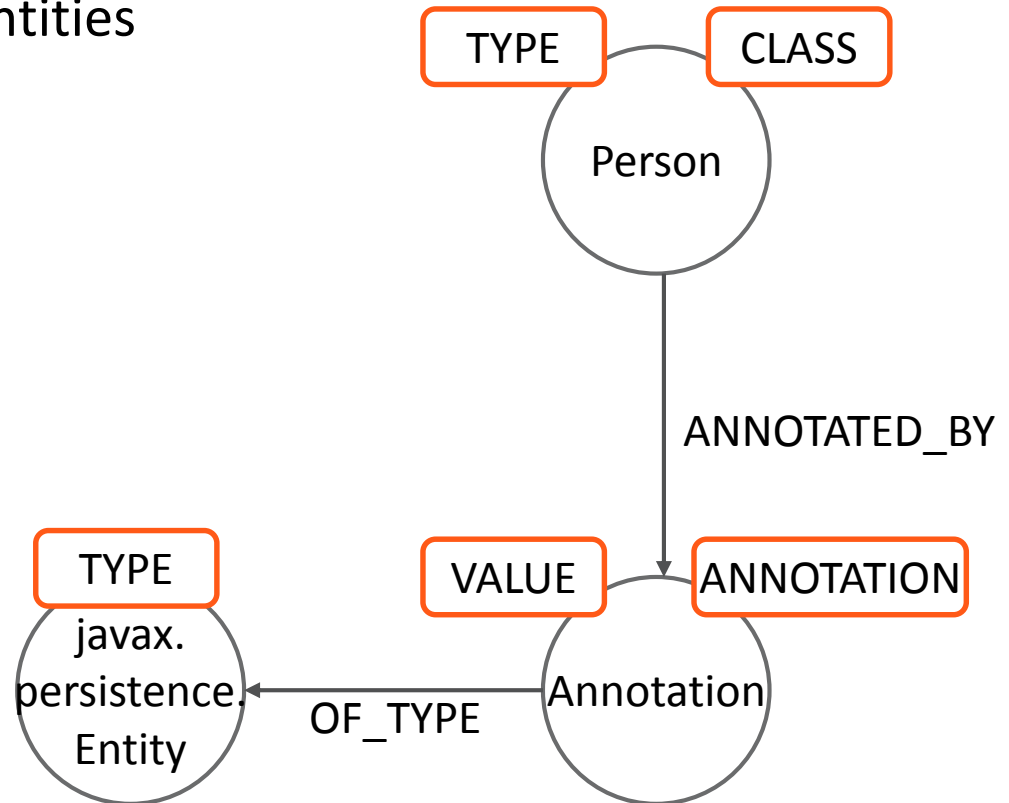 ntities
TYPE
CLASS
Person
ANNOTATED_BY
TYPE
VALUE
ANNOTATION
javax.
persistence.
Entity
OF_TYPE
Annotation